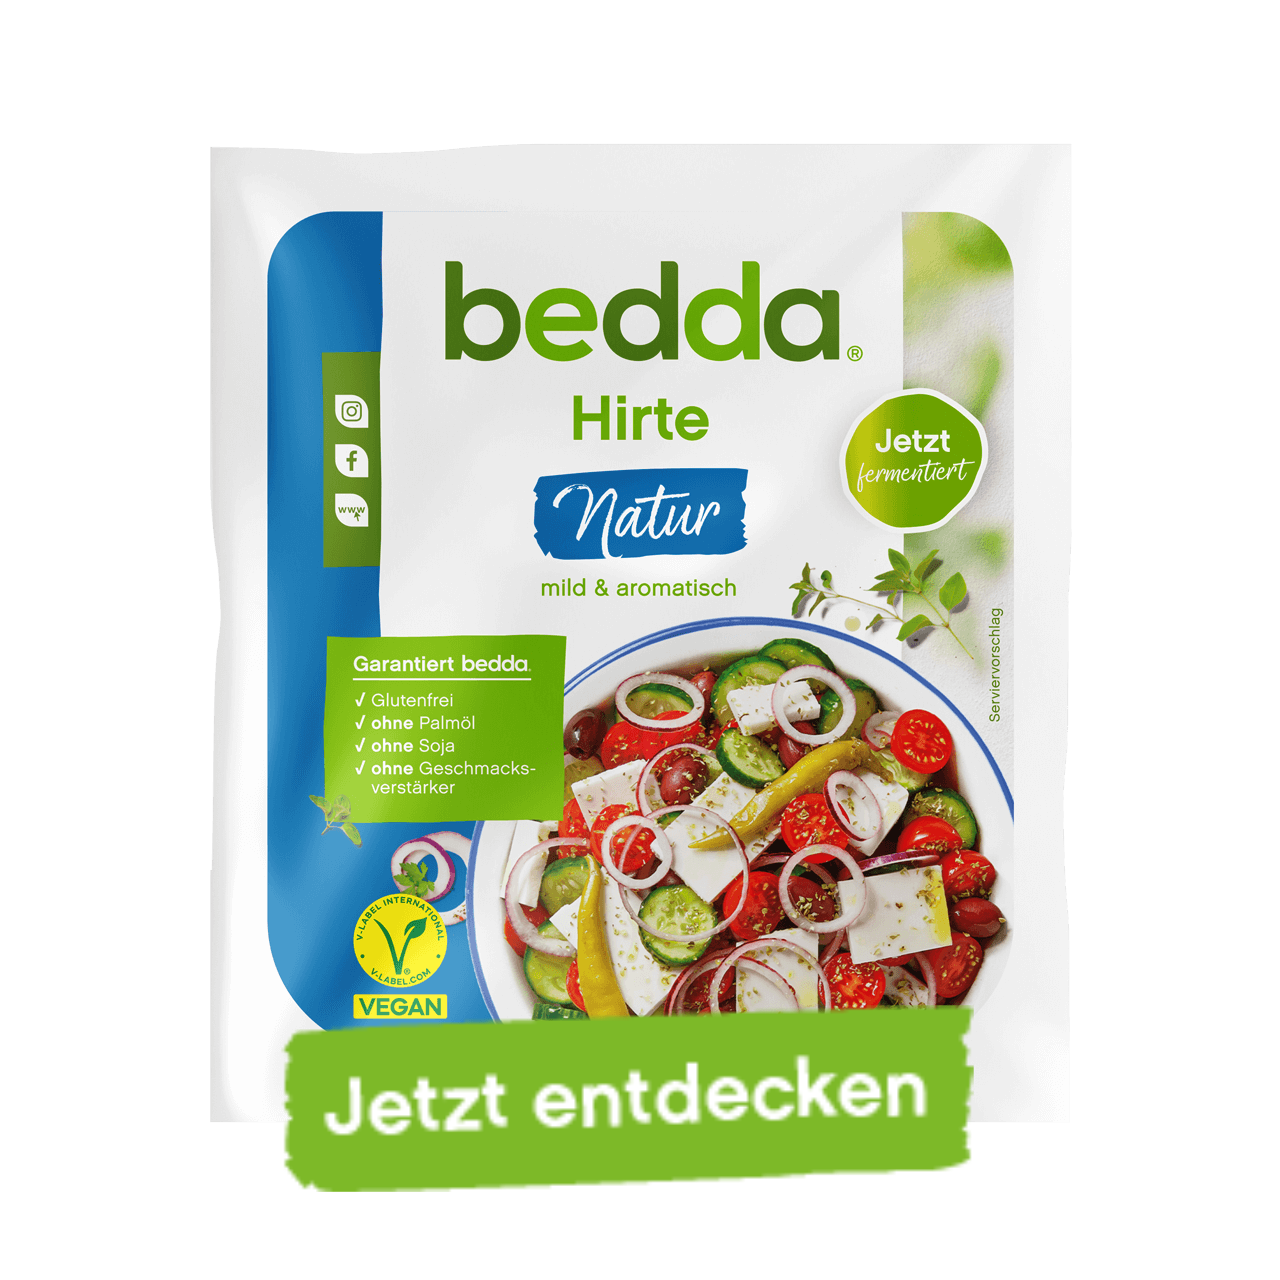 bedda®
Hirte
Natur
mild & aromatisch
Jetzt
fermentiert
www
Serviervorschlag
Garantiert bedda.
✓ Glutenfrei
✓ ohne Palmöl
✓ ohne Soja
✓ ohne Geschmacks-
verstärker
V-LABEL INTERNATIONAL
® V-LABEL.COM
VEGAN
Jetzt entdecken